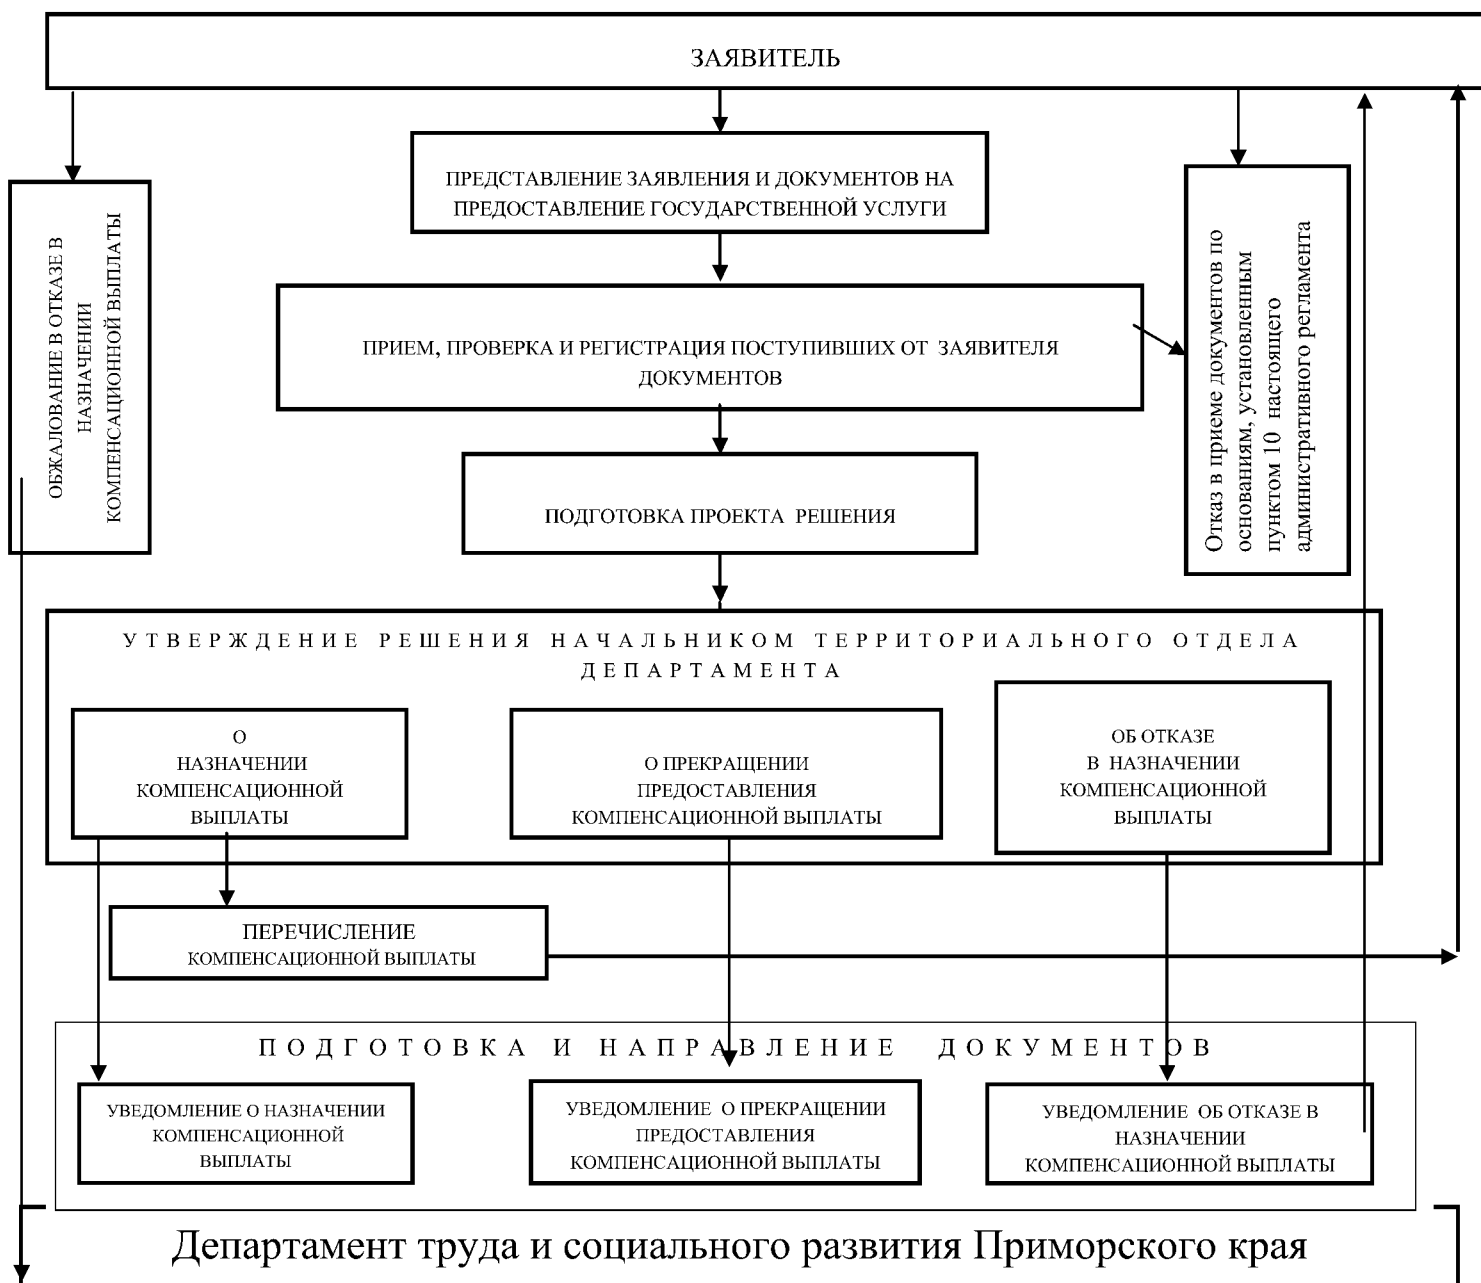 ЗАЯВИТЕЛЬ
ПРЕДСТАВЛЕНИЕ ЗАЯВЛЕНИЯ И ДОКУМЕНТОВ НА
ПРЕДОСТАВЛЕНИЕ ГОСУДАРСТВЕННОЙ УСЛУГИ
ОБЖАЛОВАНИЕ В ОТКАЗЕ В
НАЗНАЧЕНИИ
КОМПЕНСАЦИОННОЙ ВЫПЛАТЫ
ПРИЕМ, ПРОВЕРКА И РЕГИСТРАЦИЯ ПОСТУПИВШИХ ОТ ЗАЯВИТЕЛЯ
ДОКУМЕНТОВ
Отказ в приеме документов по
основаниям, установленным
пунктом 10 настоящего
административного регламента
ПОДГОТОВКА ПРОЕКТА РЕШЕНИЯ
УТВЕРЖДЕНИЕ РЕШЕНИЯ НАЧАЛЬНИКОМ ТЕРРИТОРИАЛЬНОГО ОТДЕЛА
ДЕПАРТАМЕНТА
О
НАЗНАЧЕНИИ
КОМПЕНСАЦИОННОЙ
ВЫПЛАТЫ
О ПРЕКРАЩЕНИИ
ПРЕДОСТАВЛЕНИЯ
КОМПЕНСАЦИОННОЙ ВЫПЛАТЫ
ОБ ОТКАЗЕ
В НАЗНАЧЕНИИ
КОМПЕНСАЦИОННОЙ
ВЫПЛАТЫ
ПЕРЕЧИСЛЕНИЕ
КОМПЕНСАЦИОННОЙ ВЫПЛАТЫ
ПОДГОТОВКА И НАПРАВЛЕНИЕ ДОКУМЕНТОВ
УВЕДОМЛЕНИЕ О НАЗНАЧЕНИИ
КОМПЕНСАЦИОННОЙ
ВЫПЛАТЫ
УВЕДОМЛЕНИЕ О ПРЕКРАЩЕНИИ
ПРЕДОСТАВЛЕНИЯ
КОМПЕНСАЦИОННОЙ ВЫПЛАТЫ
УВЕДОМЛЕНИЕ ОБ ОТКАЗЕ В
НАЗНАЧЕНИИ
КОМПЕНСАЦИОННОЙ ВЫПЛАТЫ
Департамент труда и социального развития Приморского края